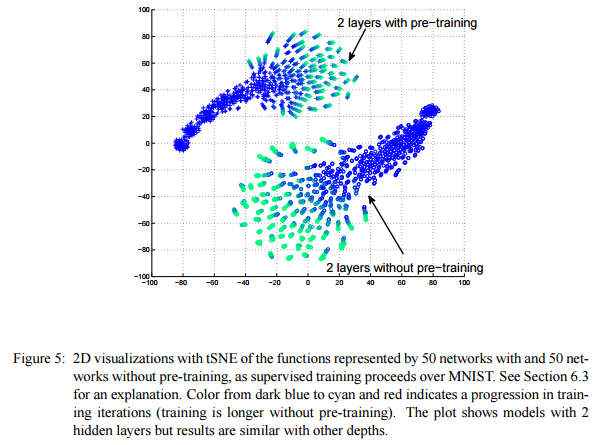 100
80
60
40
20
0
−20
−40
−60
−80
−100
−100 −80 −60 −40 −20 0 20 40 60 80 100
2 layers with pre−training
2 layers without pre−training
Figure 5: 2D visualizations with tSNE of the functions represented by 50 networks with and 50 net-
works without pre-training, as supervised training proceeds over MNIST. See Section 6.3
for an explanation. Color from dark blue to cyan and red indicates a progression in train-
ing iterations (training is longer without pre-training). The plot shows models with 2
hidden layers but results are similar with other depths.